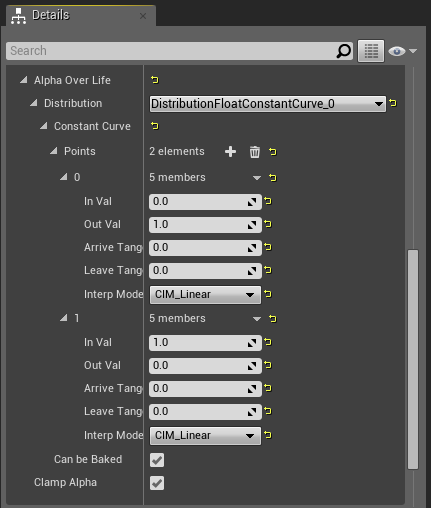 Details
Search
Alpha Over Life
Distribution DistributionFloatConstantCurve_0
Constant Curve
Points 2 elements
0 5 members
In Val 0.0
Out Val 1.0
Arrive Tang 0.0
Leave Tang 0.0
Interp Mode CIM_Linear
1 5 members
In Val 1.0
Out Val 0.0
Arrive Tang 0.0
Leave Tang 0.0
Interp Mode CIM_Linear
Can be Baked
Clamp Alpha